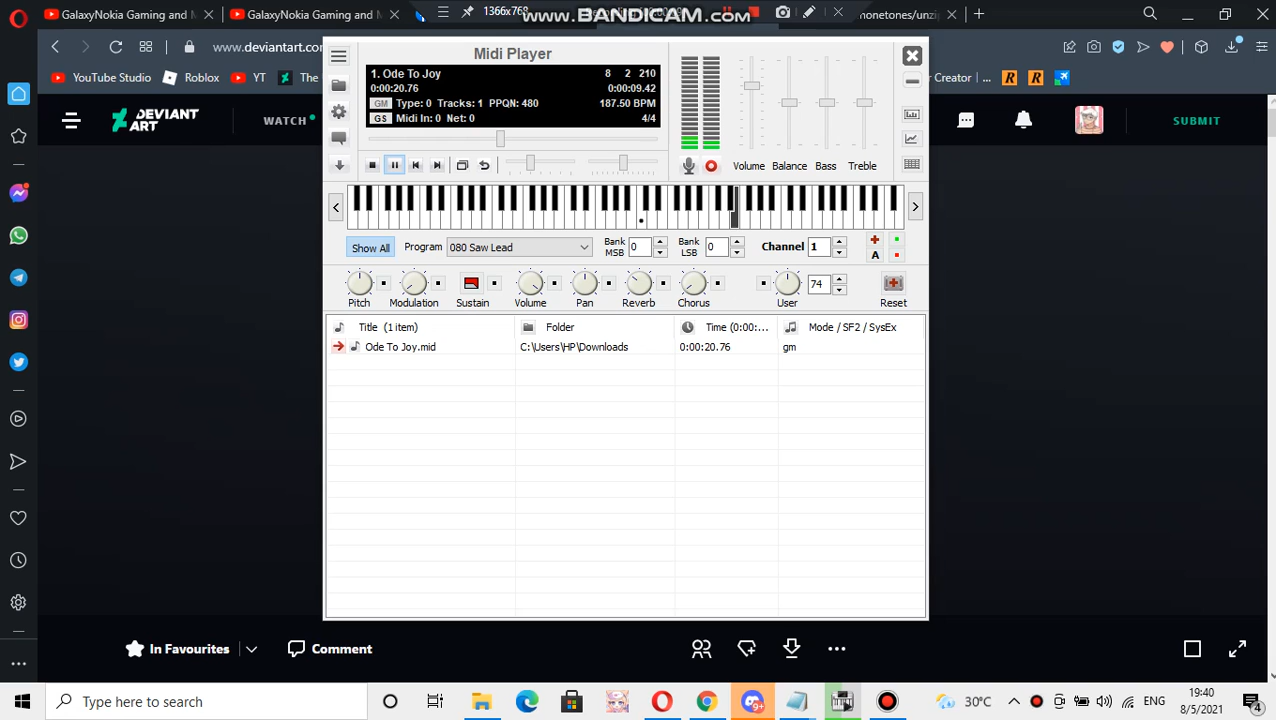 GalaxyNokia Gaming and M
GalaxyNokia Gaming and M
1366x768
www.BANDICAM.com
monetones/unzi
www.deviantart.co
YouTube Studio
Roblox
YT
The
r Creator | ...
DEVIANT ART
WATCH
SUBMIT
Midi Player
1. Ode To Joy 8 2 210
0:00:20.76 0:00:09.42
GM Type: 0 Tracks: 1 PPQN: 480 187.50 BPM
GS Midi In: 0 Net: 0 4/4
Volume Balance Bass Treble
Show All Program 080 Saw Lead Bank MSB 0 Bank LSB 0 Channel 1 A
74
Pitch Modulation Sustain Volume Pan Reverb Chorus User Reset
Title (1 item) Folder Time (0:00:... Mode / SF2 / SysEx
Ode To Joy.mid C:\Users\HP\Downloads 0:00:20.76 gm
In Favourites Comment
Type here to search
9+
30°C
ENG
19:40
8/5/2021
4